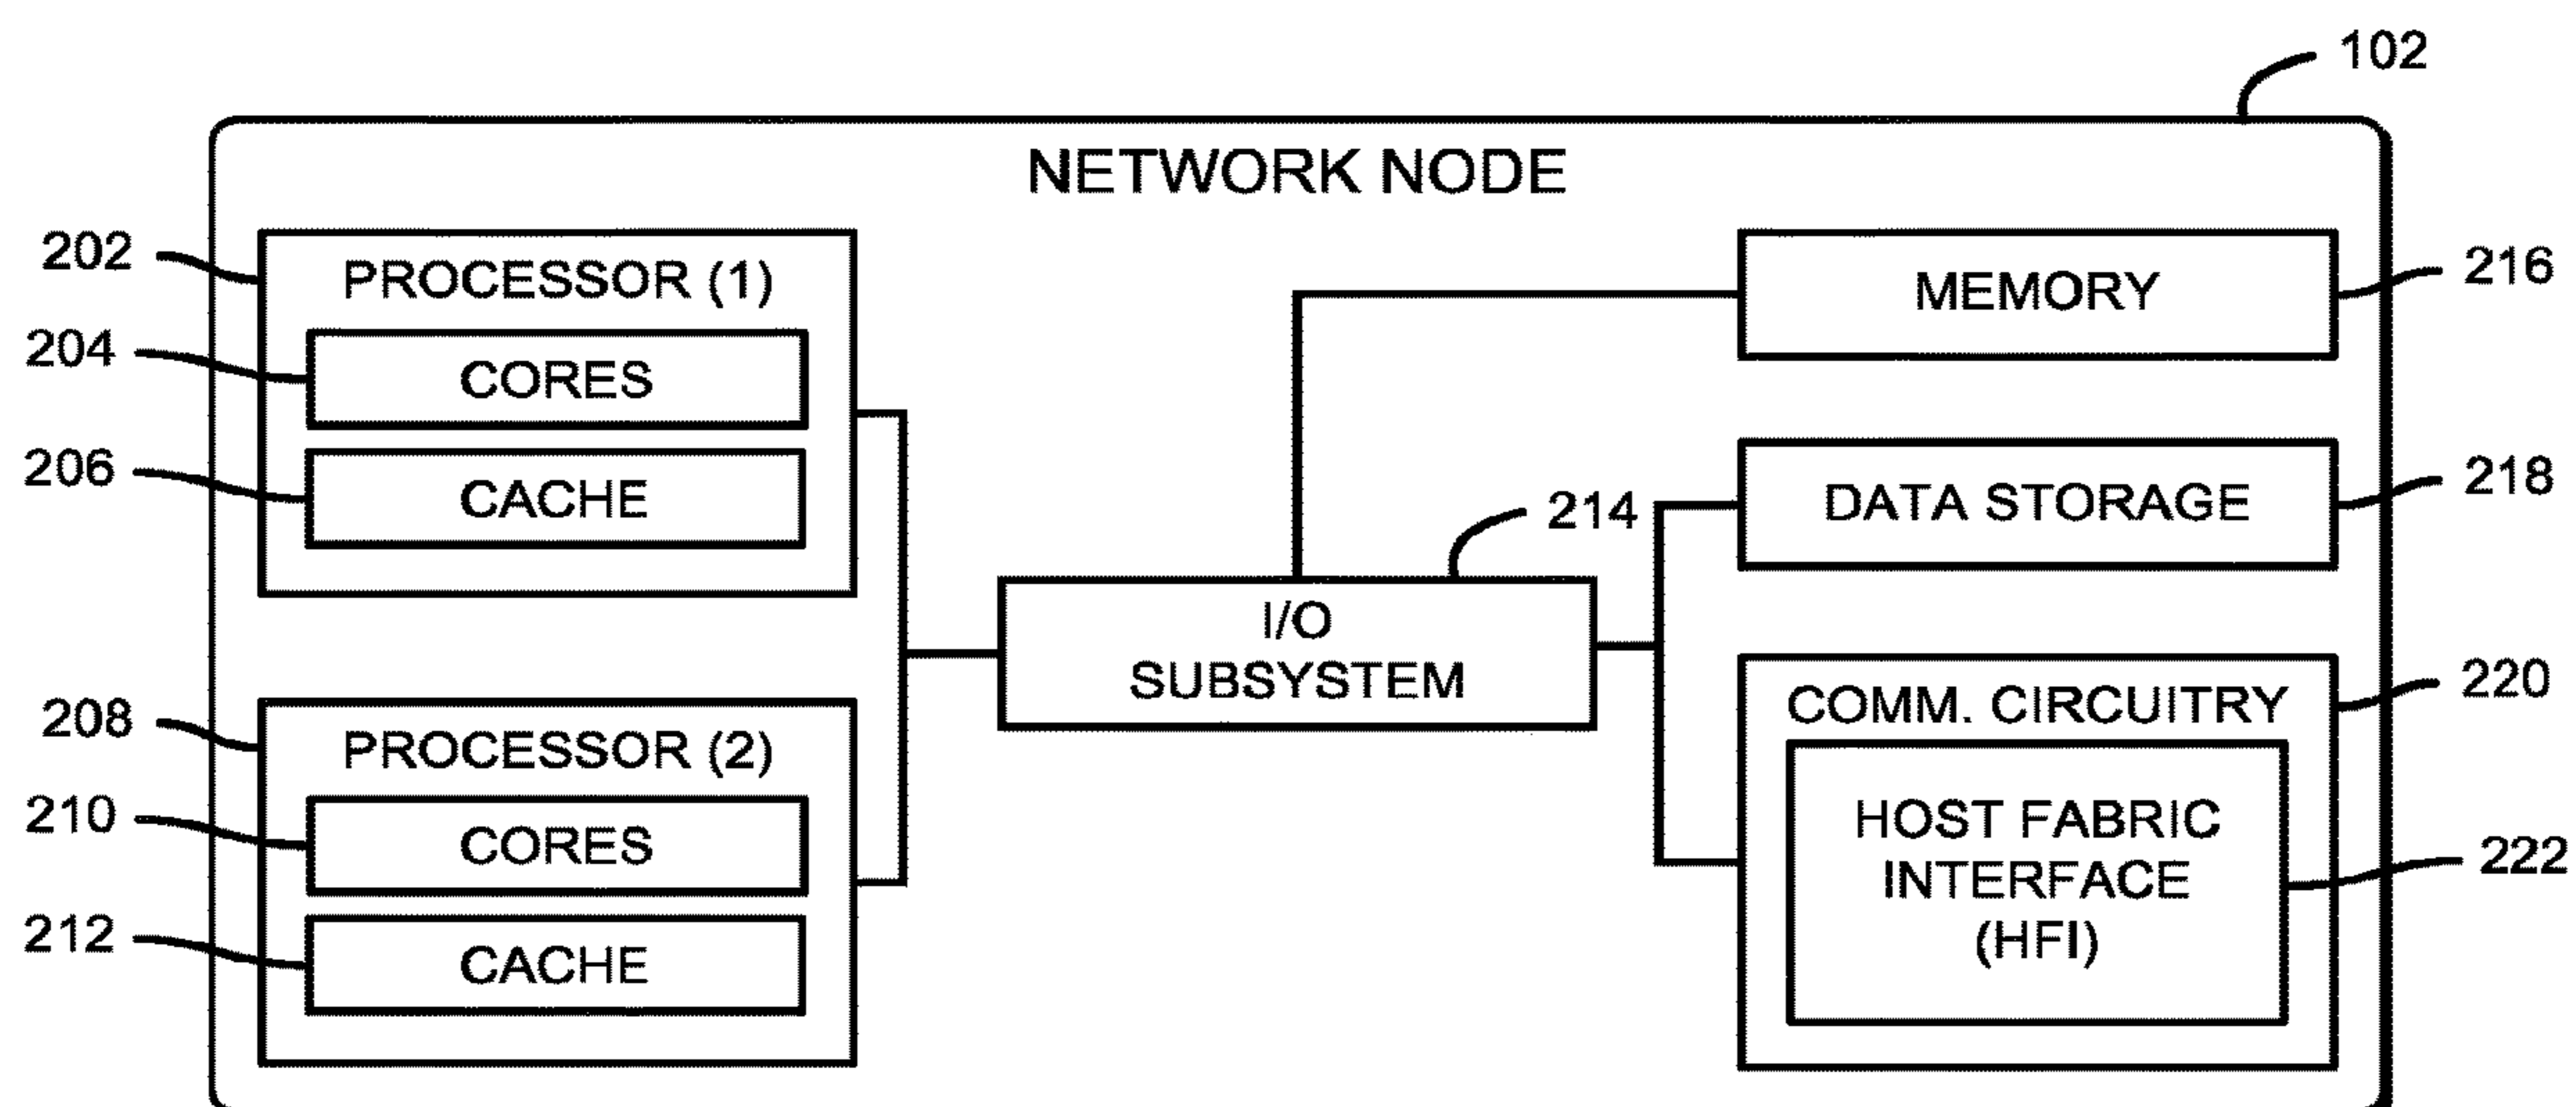 102
NETWORK NODE
202
PROCESSOR (1)
204
CORES
206
CACHE
208
PROCESSOR (2)
210
CORES
212
CACHE
214
I/O
SUBSYSTEM
MEMORY
216
DATA STORAGE
218
COMM. CIRCUITRY
220
HOST FABRIC
INTERFACE
(HFI)
222